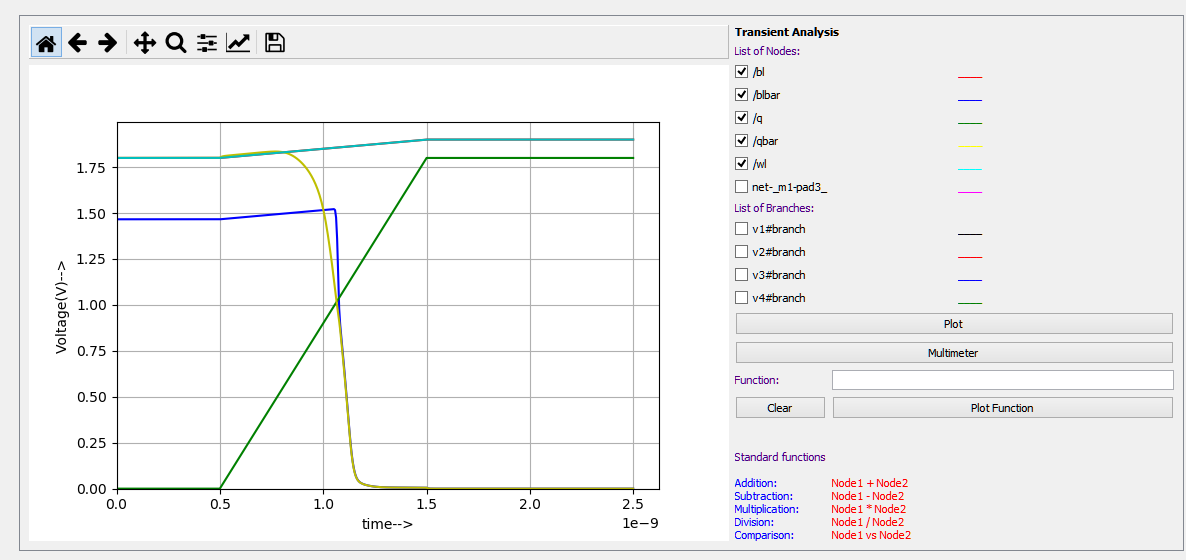 Transient Analysis
List of Nodes:
/bl
/blbar
/q
/qbar
/wl
net-_m1-pad3_
List of Branches:
v1#branch
v2#branch
v3#branch
v4#branch
Plot
Multimeter
Function:
Clear Plot Function
Standard functions
Addition: Node1 + Node2
Subtraction: Node1 - Node2
Multiplication: Node1 * Node2
Division: Node1 / Node2
Comparison: Node1 vs Node2
Voltage(V)-->
1.75
1.50
1.25
1.00
0.75
0.50
0.25
0.00
0.0 0.5 1.0 1.5 2.0 2.5
time-->
1e−9